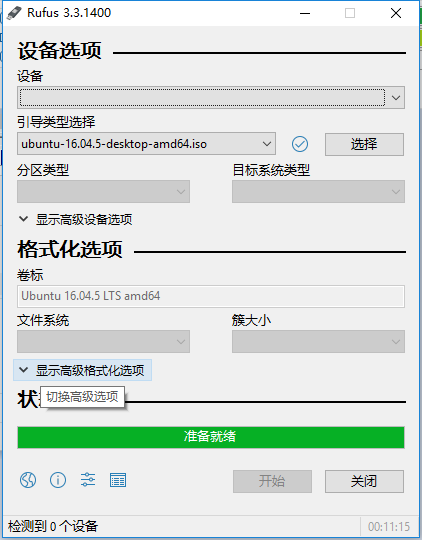 Rufus 3.3.1400
设备选项
设备
引导类型选择
ubuntu-16.04.5-desktop-amd64.iso
选择
分区类型
目标系统类型
显示高级设备选项
格式化选项
卷标
Ubuntu 16.04.5 LTS amd64
文件系统
簇大小
显示高级格式化选项
切换高级选项
准备就绪
开始
关闭
检测到 0 个设备
00:11:15